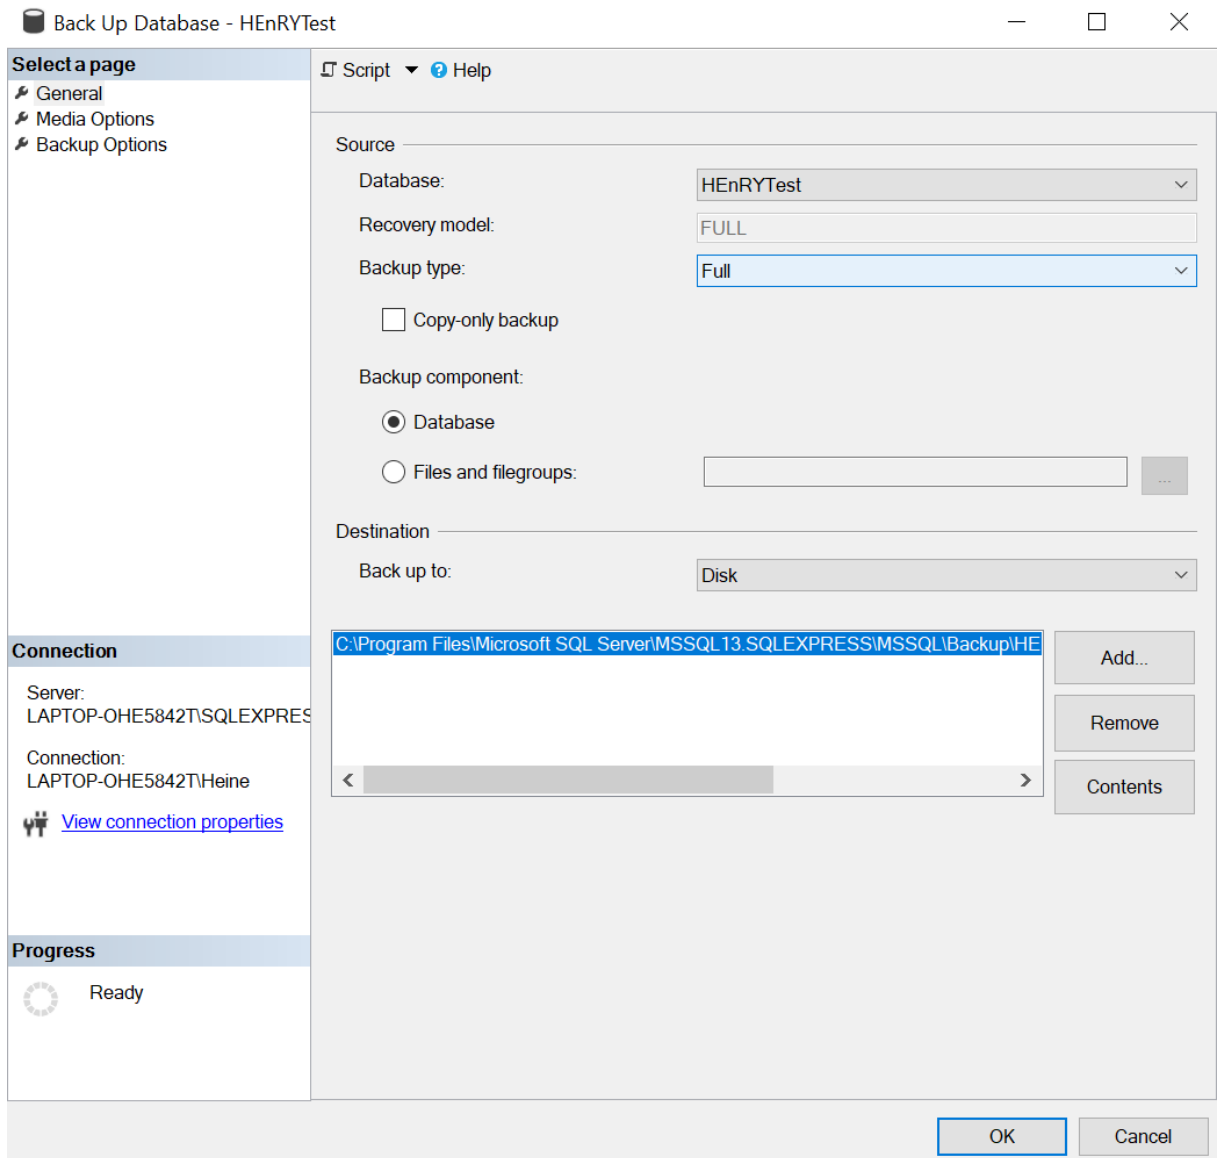 Back Up Database - HEnRYTest
Select a page
General
Media Options
Backup Options
Connection
Server:
LAPTOP-OHE5842T\SQLEXPRES
Connection:
LAPTOP-OHE5842T\Heine
View connection properties
Progress
Ready
Script
Help
Source
Database:
HEnRYTest
Recovery model:
FULL
Backup type:
Full
Copy-only backup
Backup component:
Database
Files and filegroups:
...
Destination
Back up to:
Disk
C:\Program Files\Microsoft SQL Server\MSSQL13.SQLEXPRESS\MSSQL\Backup\HE
Add...
Remove
Contents
OK
Cancel